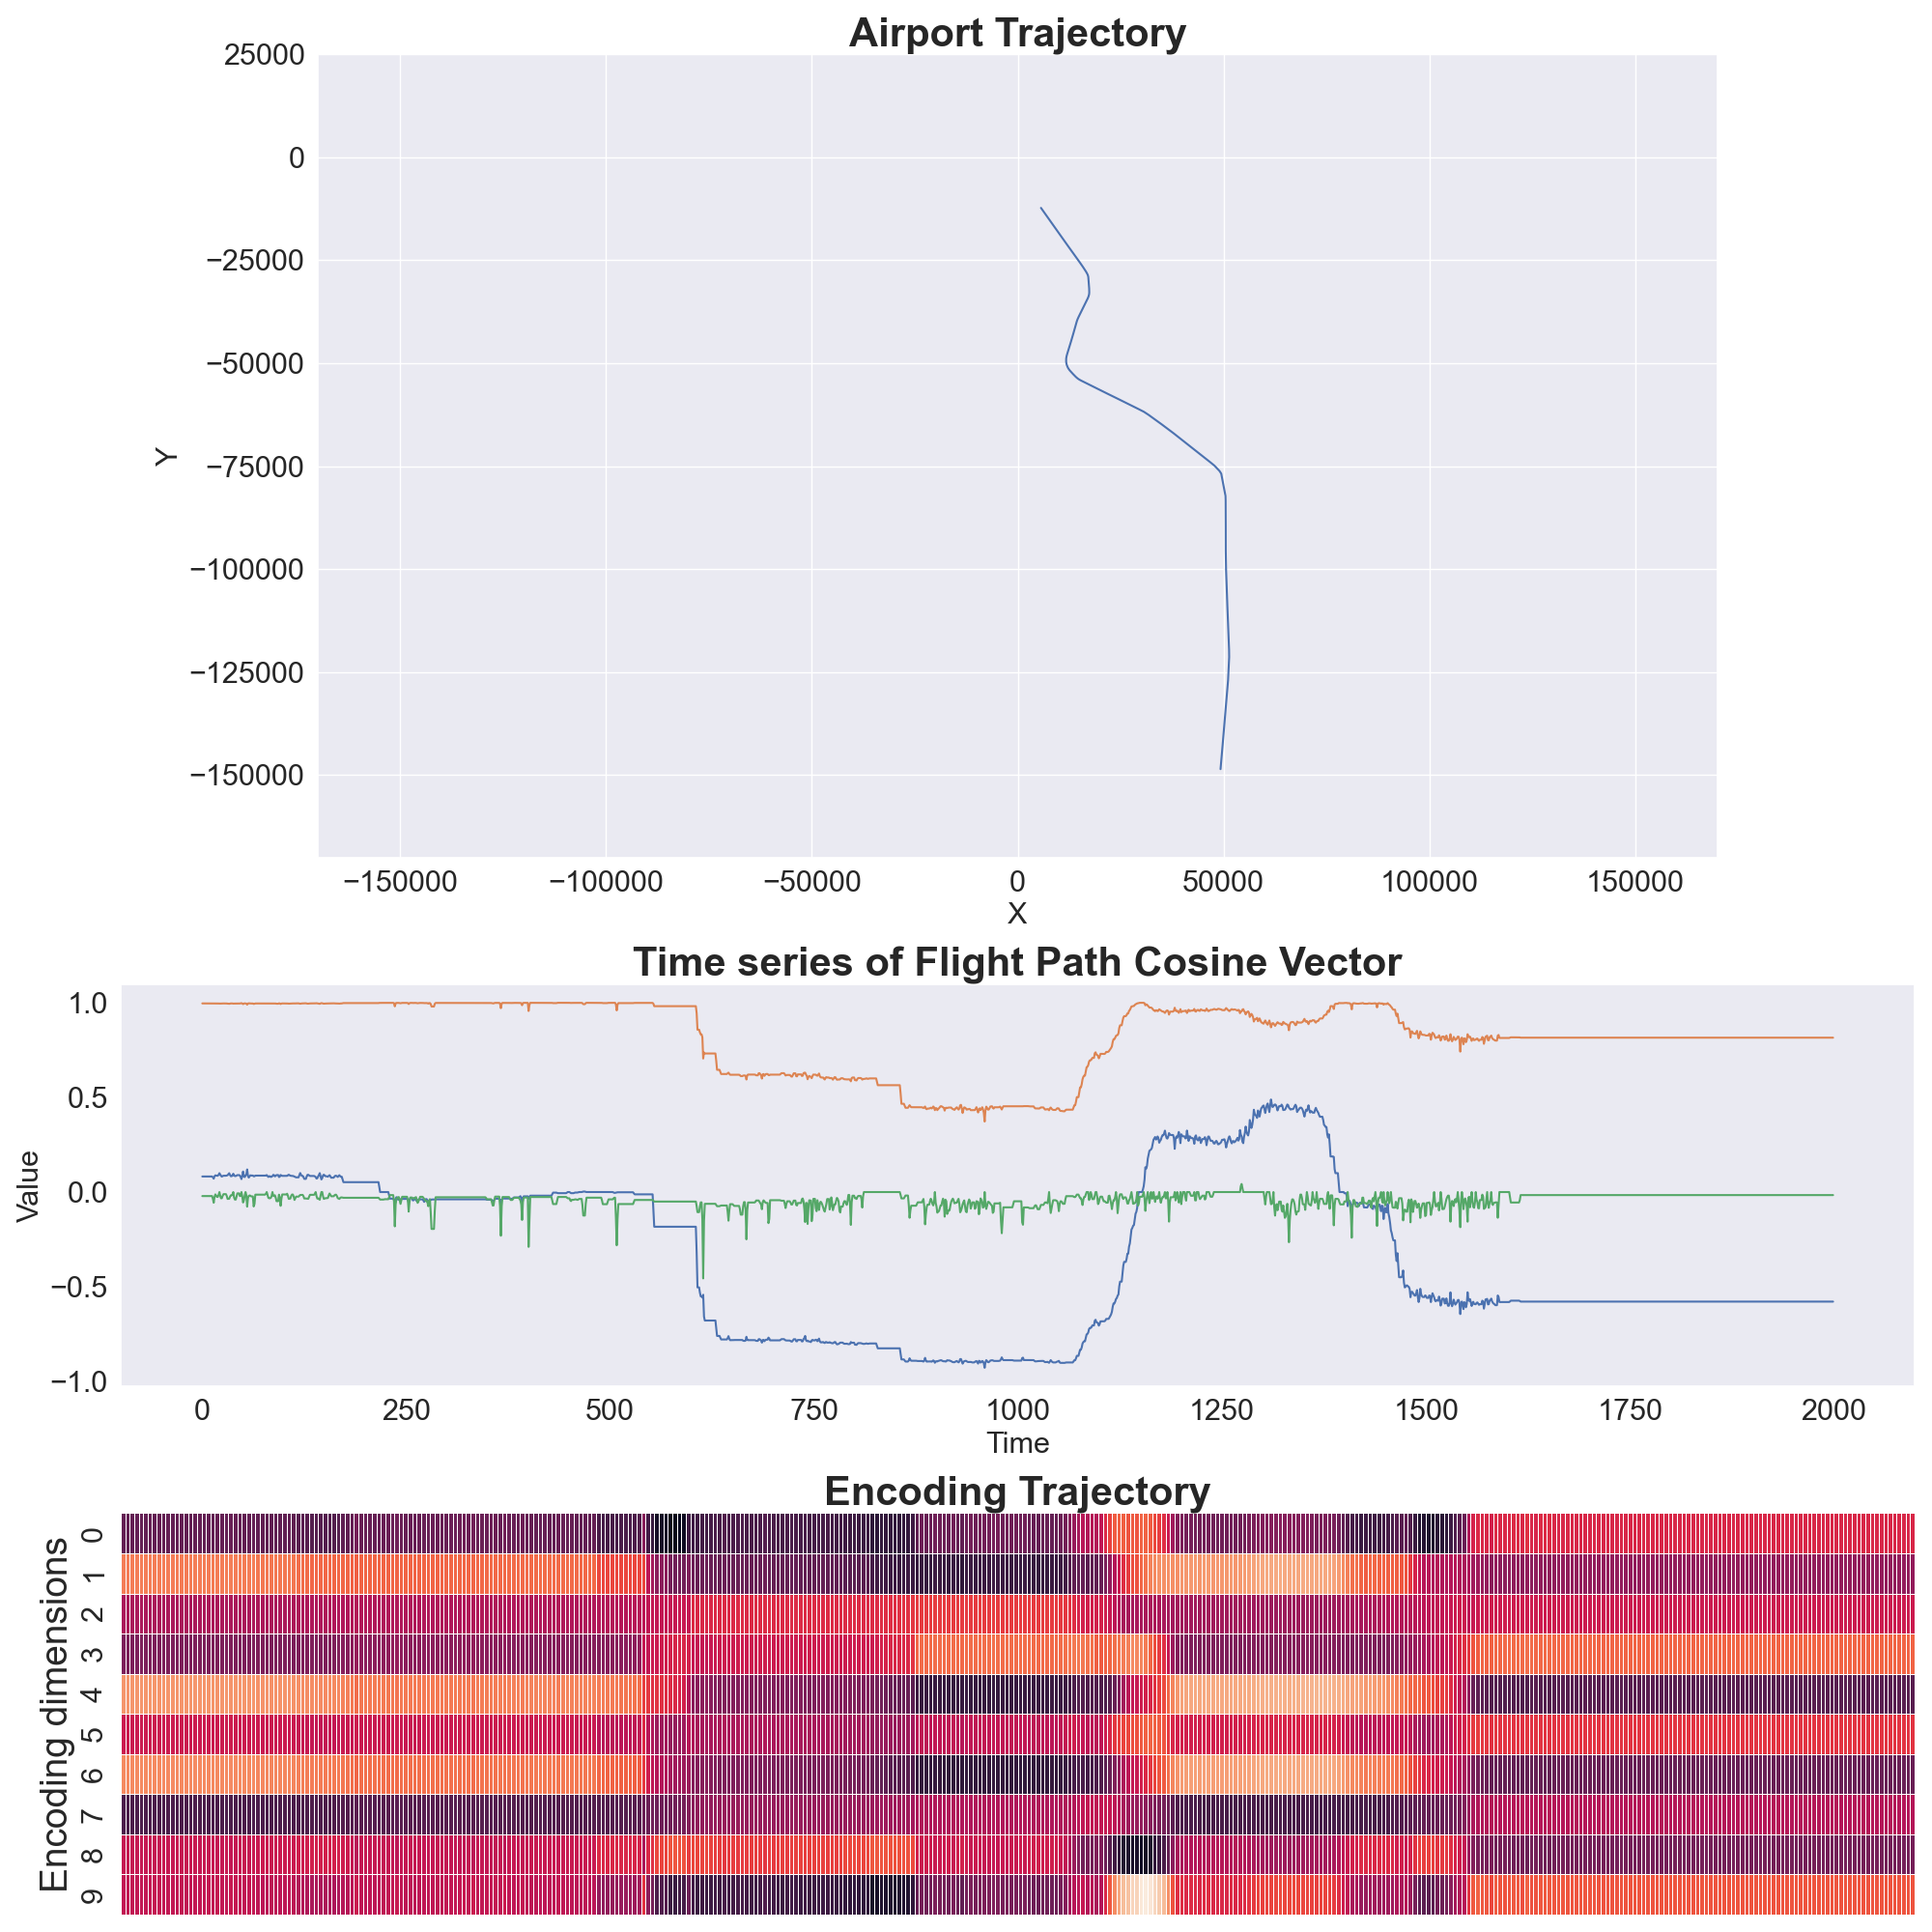 Airport Trajectory
25000
0
−25000
−50000
−75000
−100000
−125000
−150000
Y
−150000 −100000 −50000 0 50000 100000 150000
X
Time series of Flight Path Cosine Vector
1.0
0.5
0.0
−0.5
−1.0
Value
0 250 500 750 1000 1250 1500 1750 2000
Time
Encoding Trajectory
Encoding dimensions
0
1
2
3
4
5
6
7
8
9